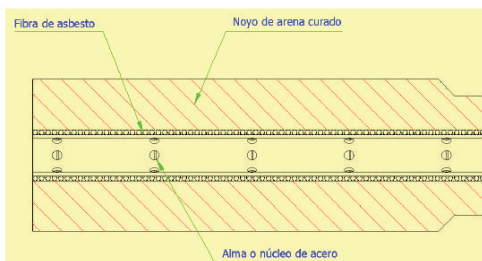 Fibra de asbesto
Noyo de arena curado
Alma o núcleo de acero